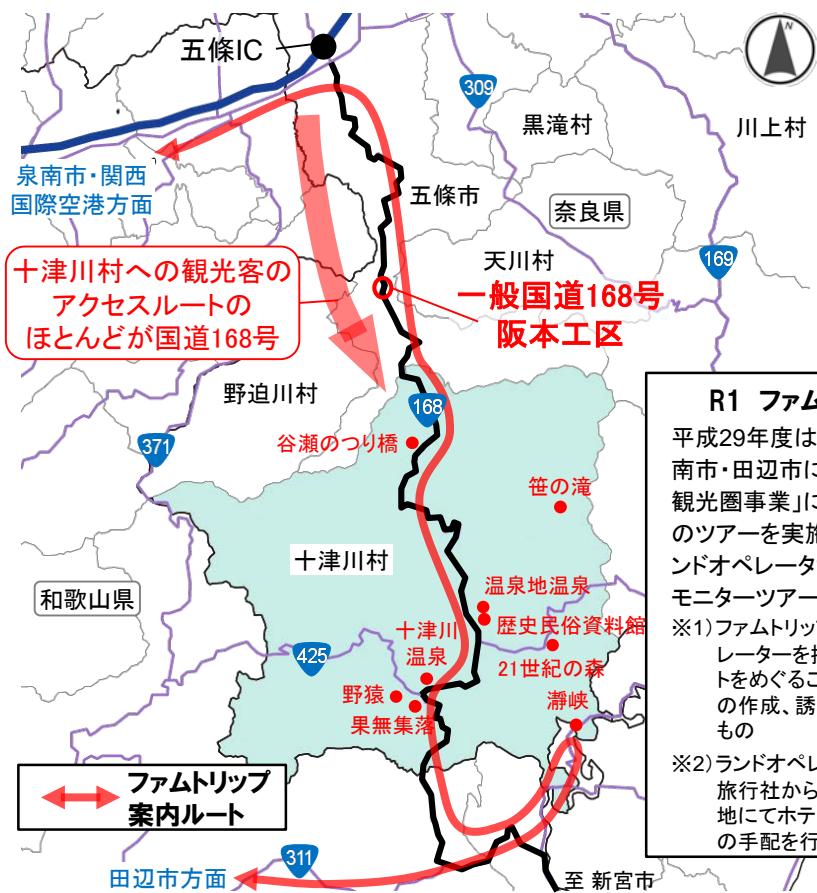 五條IC
309
黒滝村
川上村
泉南市・関西
国際空港方面
五條市
奈良県
天川村
169
十津川村への観光客の
アクセスルートの
ほとんどが国道168号
一般国道168号
阪本工区
野迫川村
168
371
谷瀬のつり橋
笹の滝
十津川村
和歌山県
温泉地温泉
歴史民俗資料館
十津川
温泉
425
21世紀の森
野猿
瀞峡
果無集落
R1 ファム
平成29年度は
南市・田辺市に
観光圏事業」に
のツアーを実施
ンドオペレータ
モニターツアー
※1)ファムトリップ
レーターを招
トをめぐるこ
の作成、誘
もの
※2)ランドオペレ
旅行社から
地にてホテ
の手配を行
ファムトリップ
案内ルート
311
田辺市方面
至 新宮市